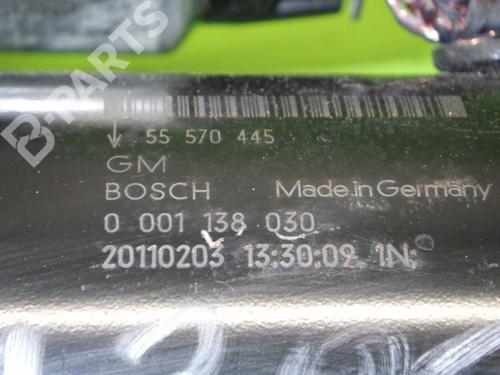 B-PARTS
55 570 445
GM
BOSCH Made in Germany
0 001 138 030
20110203 13:30:09 1N